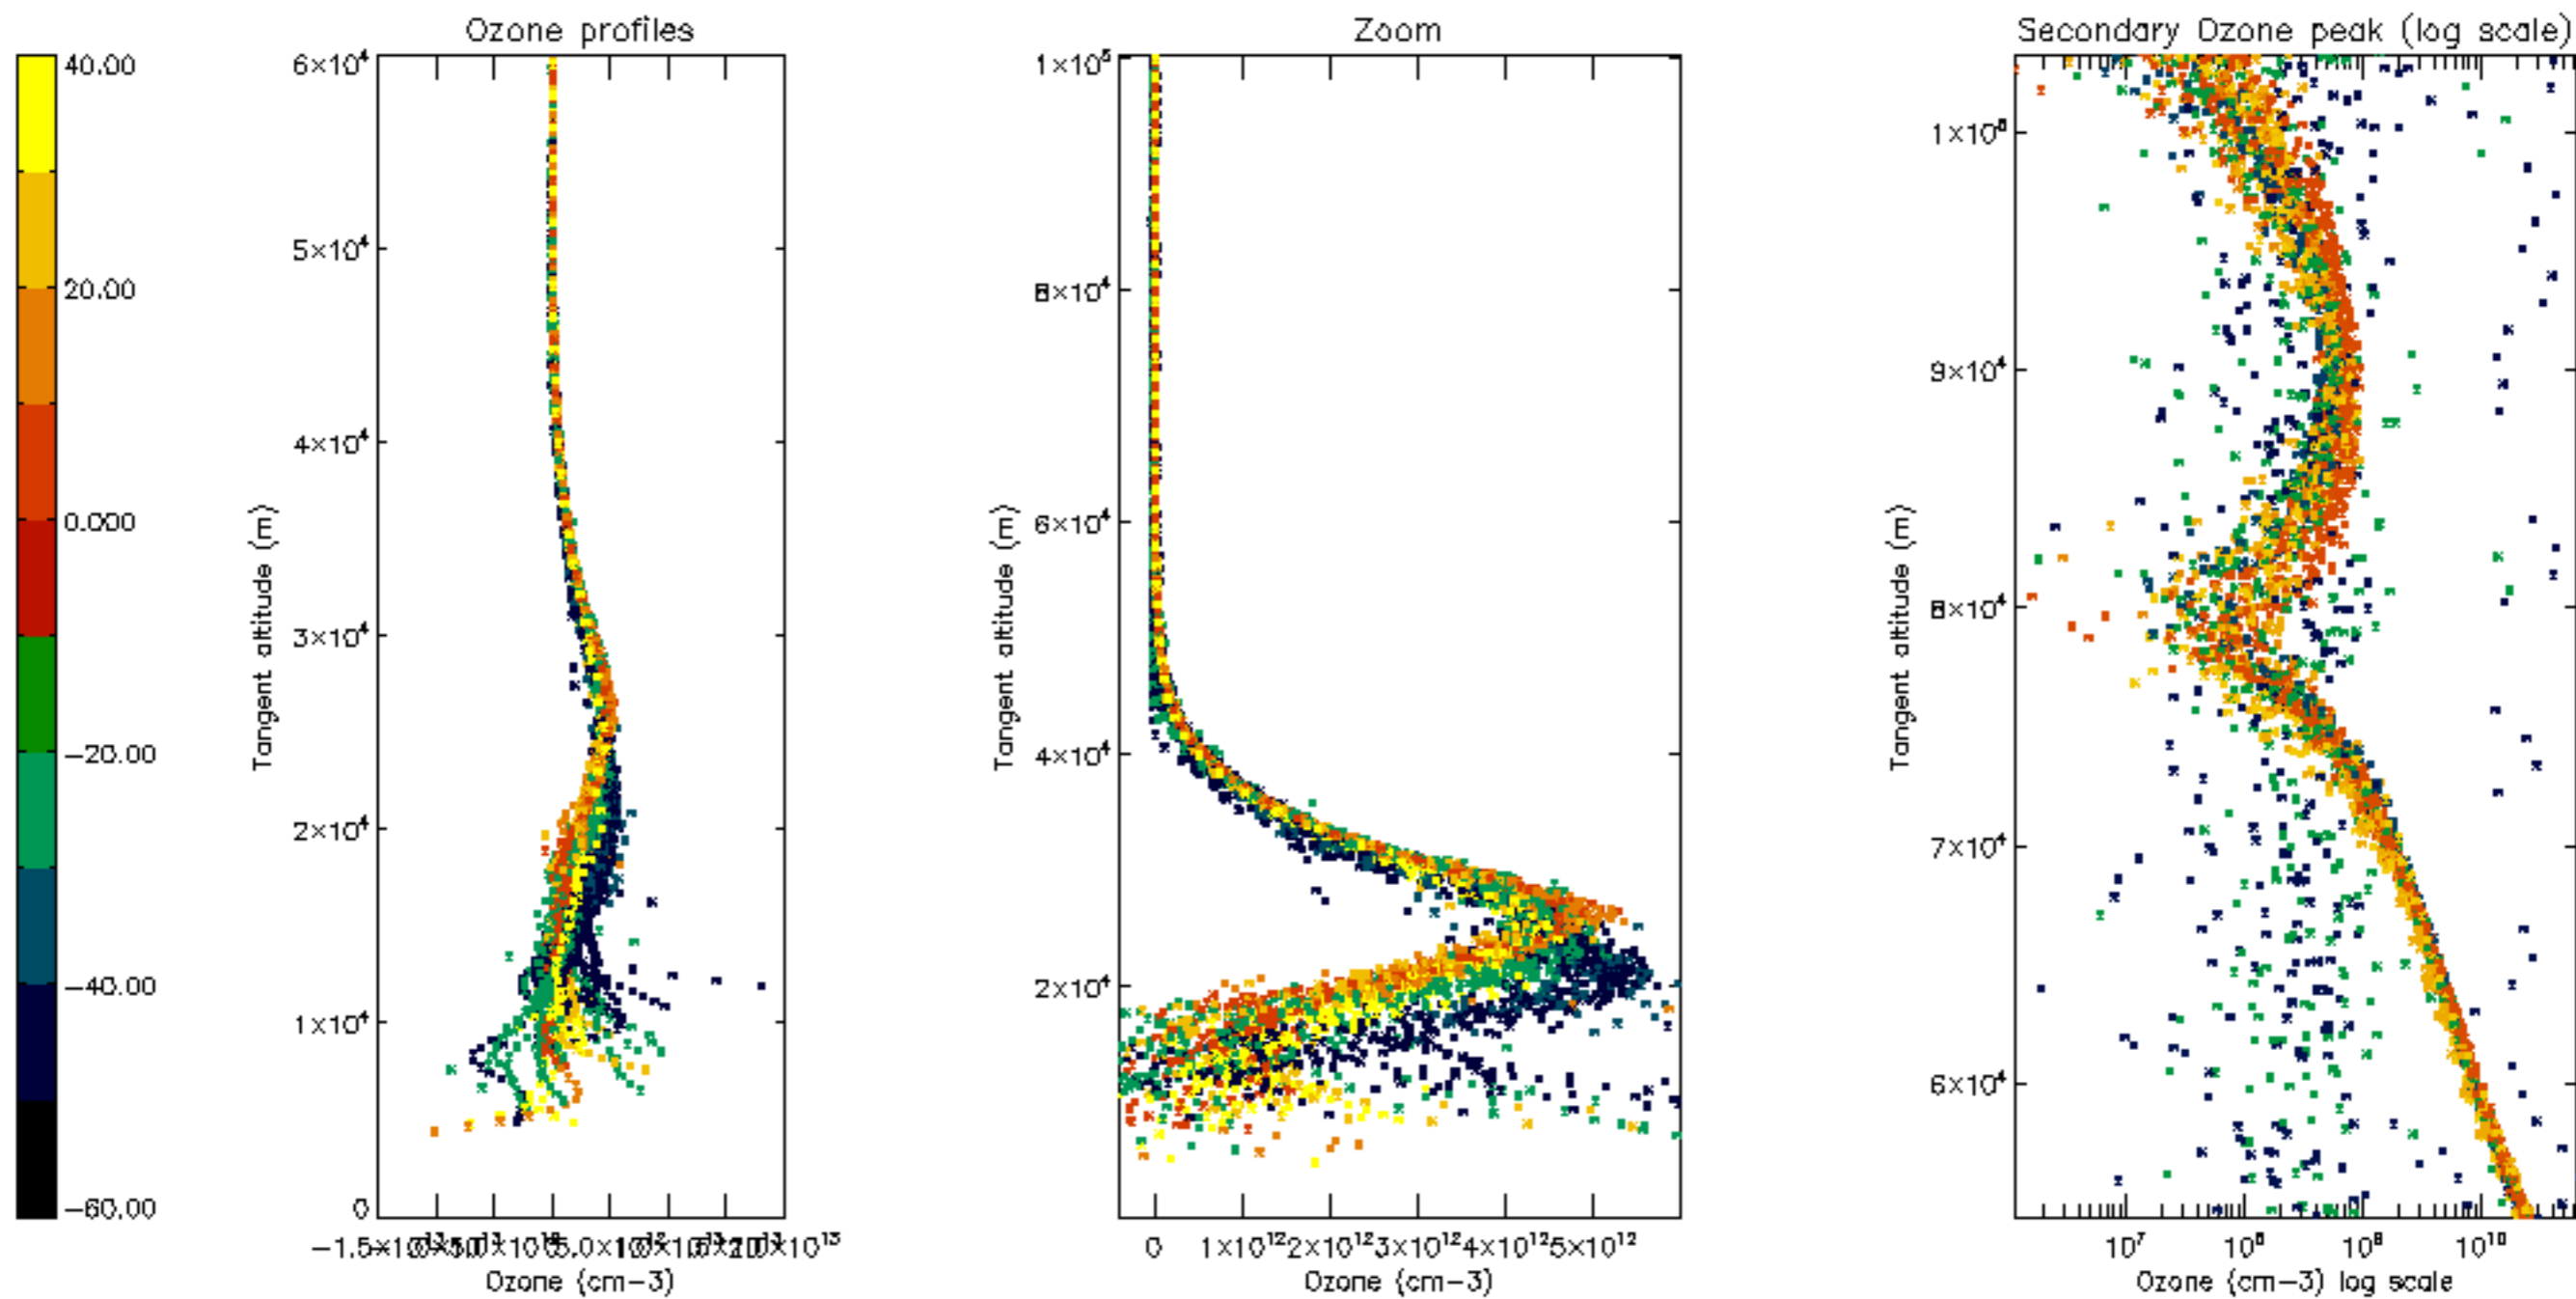 Ozone profiles
Zoom
Secondary Ozone peak (log scale)
40.00
20.00
0.000
−20.00
−40.00
−60.00
6×10⁴
5×10⁴
4×10⁴
3×10⁴
2×10⁴
1×10⁴
0
Tangent altitude (m)
Ozone (cm−3)
1×10⁵
8×10⁴
6×10⁴
4×10⁴
2×10⁴
Tangent altitude (m)
0 1×10¹² 2×10¹² 3×10¹² 4×10¹² 5×10¹²
Ozone (cm−3)
9×10⁴
8×10⁴
7×10⁴
6×10⁴
Tangent altitude (m)
10⁷ 10⁸ 10⁹ 10¹⁰
Ozone (cm−3) log scale